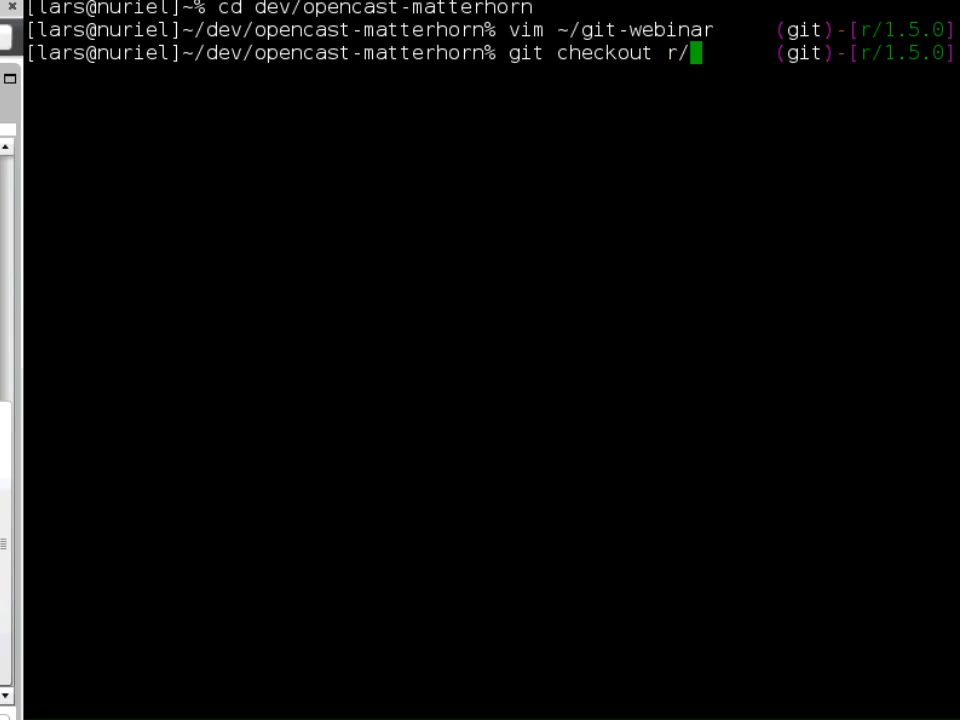 [lars@nuriel]~% cd dev/opencast-matterhorn
[lars@nuriel]~/dev/opencast-matterhorn% vim ~/git-webinar (git)-[r/1.5.0]
[lars@nuriel]~/dev/opencast-matterhorn% git checkout r/ (git)-[r/1.5.0]